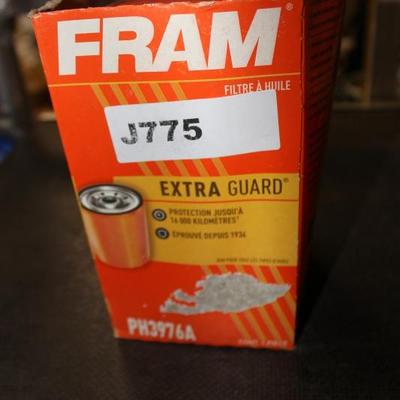 FRAM
FILTRE À HUILE
J775
EXTRA GUARD®
PROTECTION JUSQU'À
16 000 KILOMÈTRES†
ÉPROUVÉ DEPUIS 1934
PH3976A